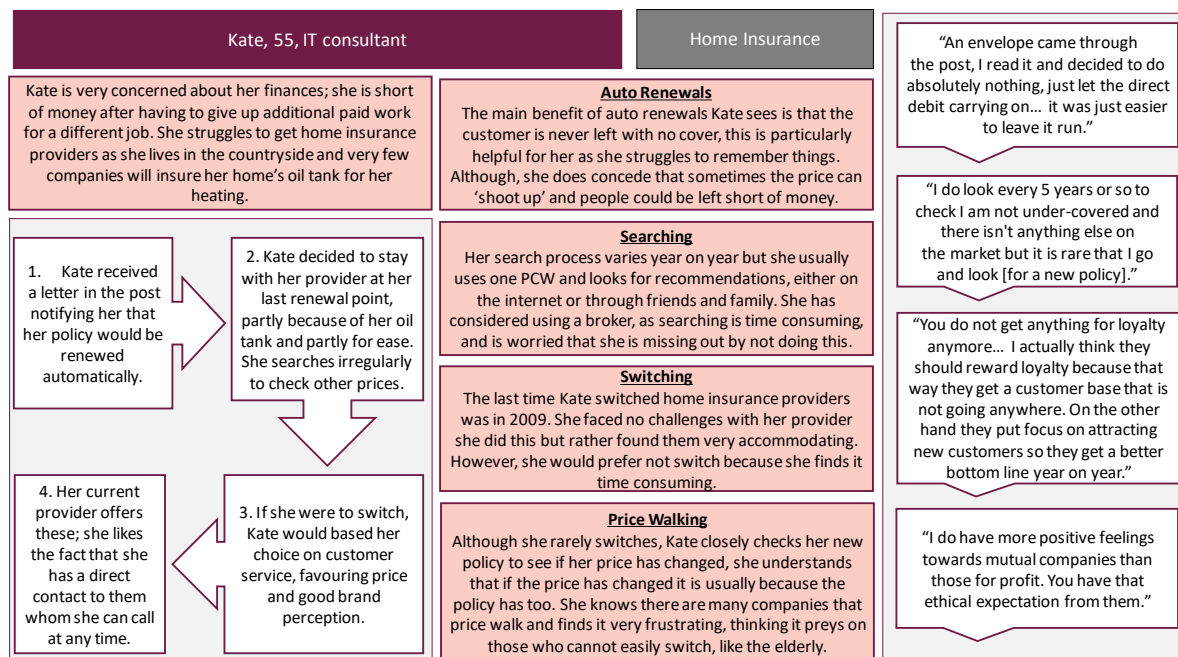 Kate, 55, IT consultant
Home Insurance
Kate is very concerned about her finances; she is short
of money after having to give up additional paid work
for a different job. She struggles to get home insurance
providers as she lives in the countryside and very few
companies will insure her home's oil tank for her
heating.
1. Kate received
a letter in the post
notifying her that
her policy would be
renewed
automatically.
2. Kate decided to stay
with her provider at her
last renewal point,
partly because of her oil
tank and partly for ease.
She searches irregularly
to check other prices.
3. If she were to switch,
Kate would based her
choice on customer
service, favouring price
and good brand
perception.
4. Her current
provider offers
these; she likes
the fact that she
has a direct
contact to them
whom she can call
at any time.
Auto Renewals
The main benefit of auto renewals Kate sees is that the
customer is never left with no cover, this is particularly
helpful for her as she struggles to remember things.
Although, she does concede that sometimes the price can
‘shoot up’ and people could be left short of money.
Searching
Her search process varies year on year but she usually
uses one PCW and looks for recommendations, either on
the internet or through friends and family. She has
considered using a broker, as searching is time consuming,
and is worried that she is missing out by not doing this.
Switching
The last time Kate switched home insurance providers
was in 2009. She faced no challenges with her provider
she did this but rather found them very accommodating.
However, she would prefer not switch because she finds it
time consuming.
Price Walking
Although she rarely switches, Kate closely checks her new
policy to see if her price has changed, she understands
that if the price has changed it is usually because the
policy has too. She knows there are many companies that
price walk and finds it very frustrating, thinking it preys on
those who cannot easily switch, like the elderly.
“An envelope came through
the post, I read it and decided to do
absolutely nothing, just let the direct
debit carrying on... it was just easier
to leave it run.”
“I do look every 5 years or so to
check I am not under-covered and
there isn't anything else on
the market but it is rare that I go
and look [for a new policy].”
“You do not get anything for loyalty
anymore... I actually think they
should reward loyalty because that
way they get a customer base that is
not going anywhere. On the other
hand they put focus on attracting
new customers so they get a better
bottom line year on year.”
“I do have more positive feelings
towards mutual companies than
those for profit. You have that
ethical expectation from them.”